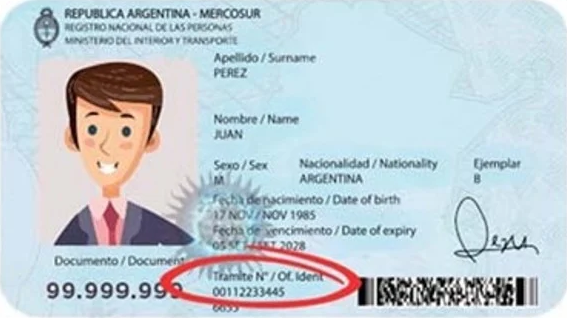 REPUBLICA ARGENTINA - MERCOSUR
REGISTRO NACIONAL DE LAS PERSONAS
MINISTERIO DEL INTERIOR Y TRANSPORTE
Apellido / Surname
PEREZ
Nombre / Name
JUAN
Sexo / Sex Nacionalidad / Nationality Ejemplar
M ARGENTINA B
Fecha de nacimiento / Date of birth
17 NOV / NOV 1985
Fecha de vencimiento / Date of expiry
05 SET / SET 2028
Documento / Document
Tramite N° / Of. Ident
99.999.999
00112233445
6655